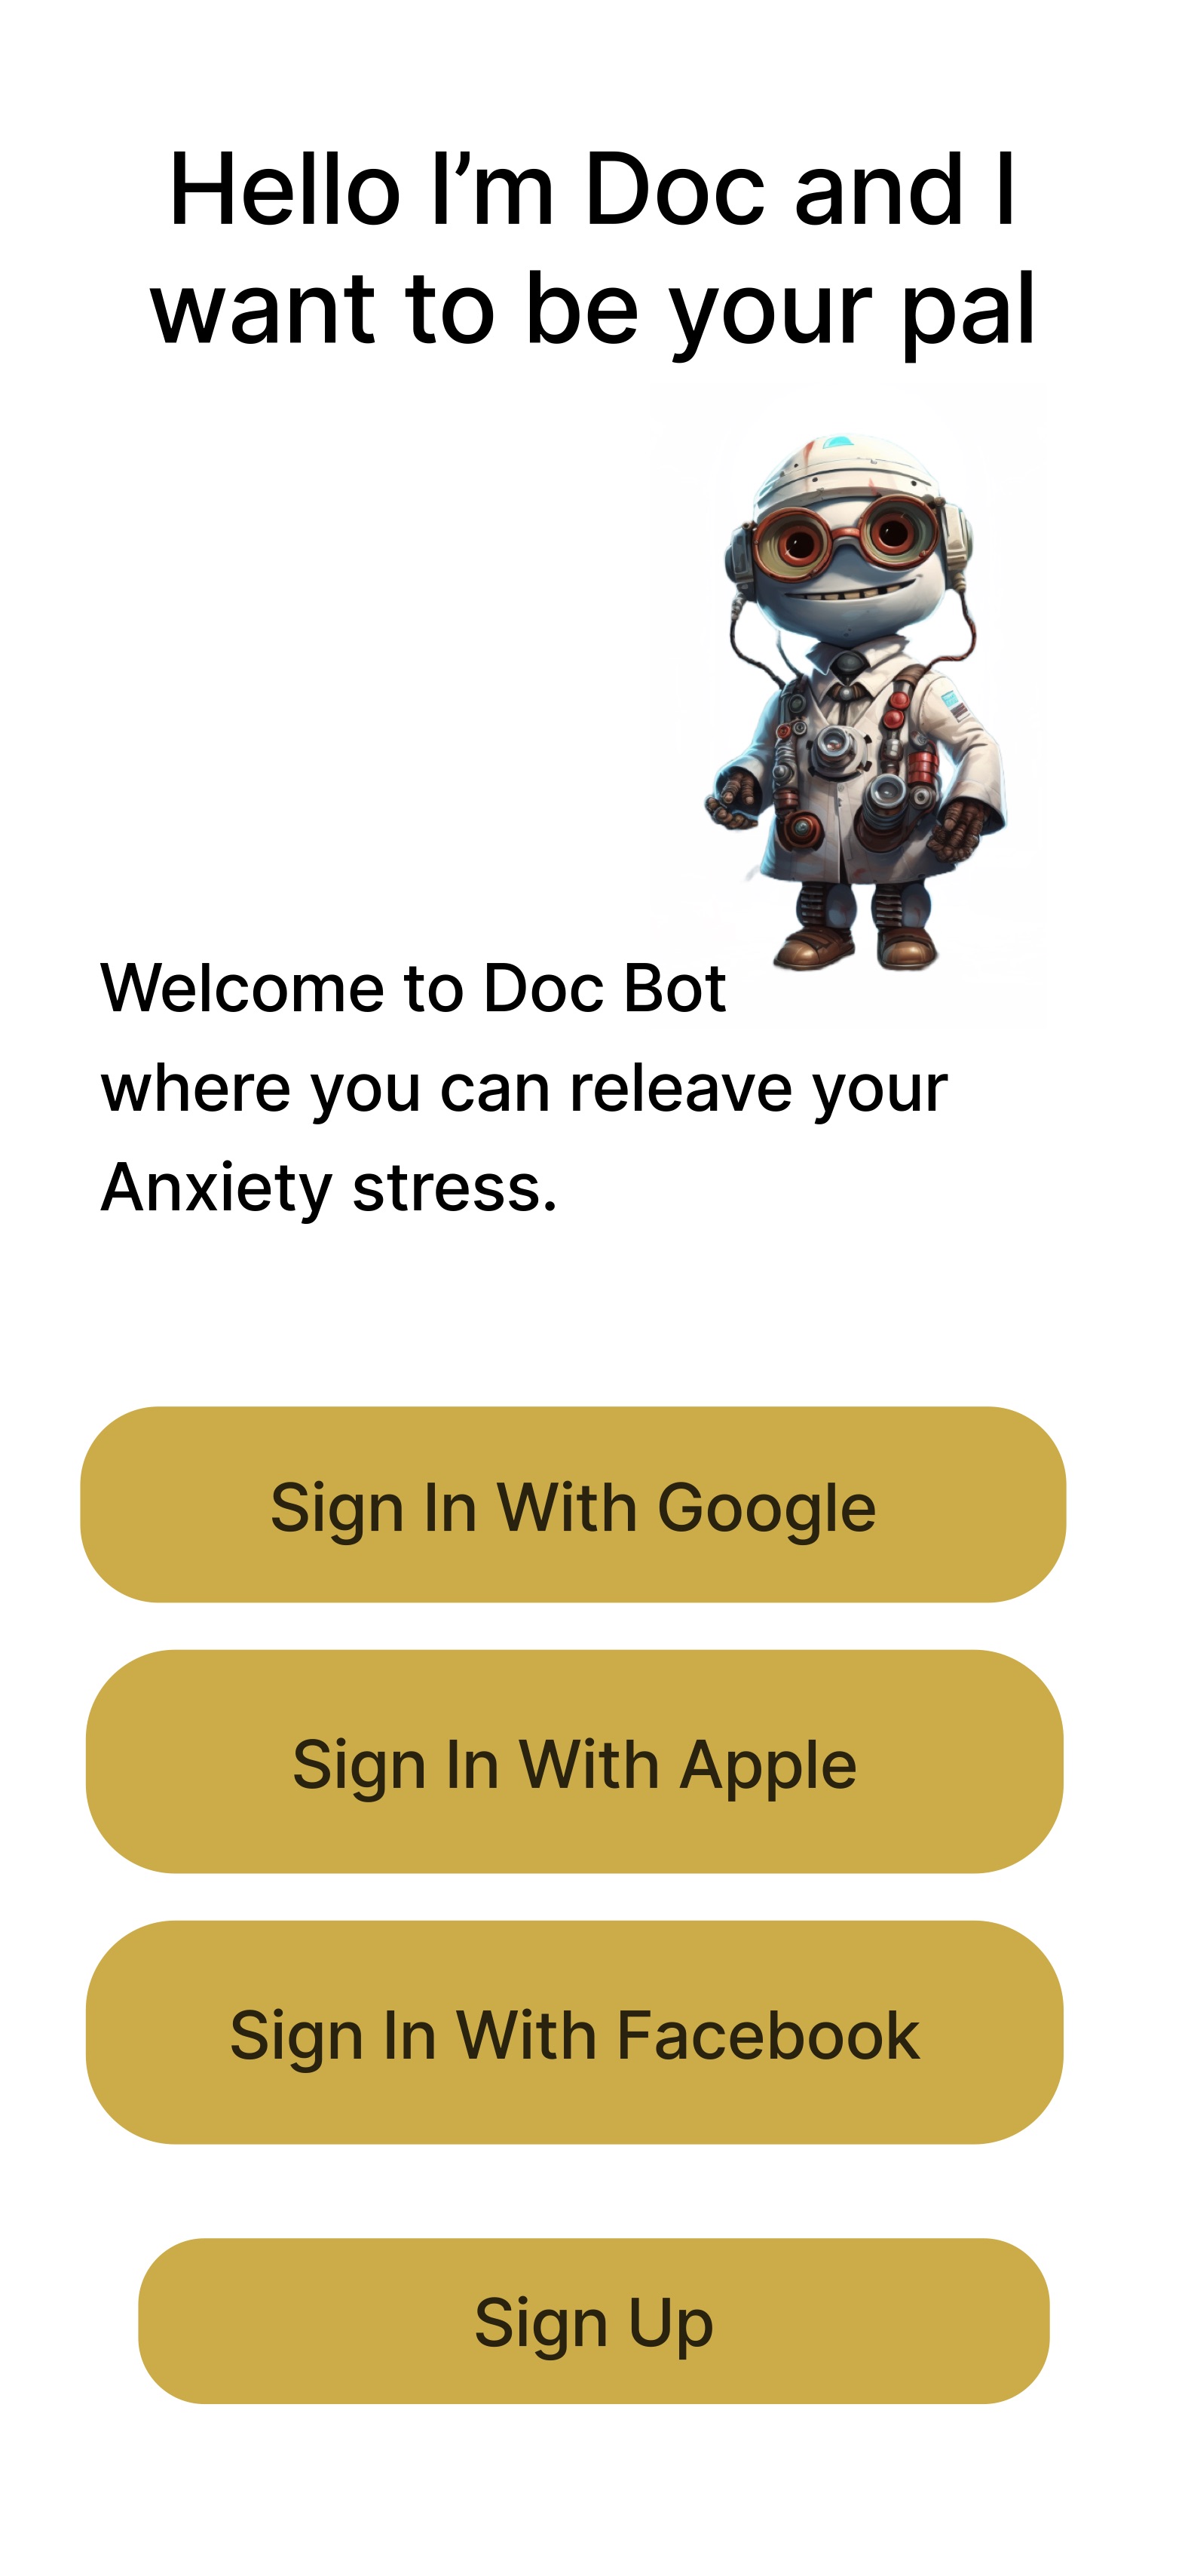 Hello I’m Doc and I
want to be your pal
Welcome to Doc Bot
where you can releave your
Anxiety stress.
Sign In With Google
Sign In With Apple
Sign In With Facebook
Sign Up